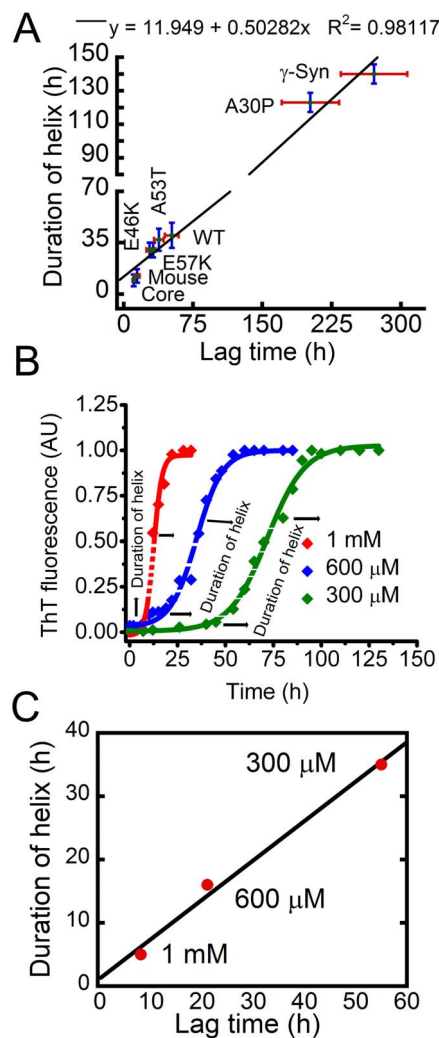 A
y = 11.949 + 0.50282x R²= 0.98117
Duration of helix (h)
150
130
110
90
70
35
0
γ-Syn
A30P
E46K
A53T
WT
E57K
Mouse
Core
0 75 150 225 300
Lag time (h)
B
ThT fluorescence (AU)
1.25
1.00
0.75
0.50
0.25
0.00
Duration of helix
Duration of helix
Duration of helix
1 mM
600 μM
300 μM
0 25 50 75 100 125 150
Time (h)
C
Duration of helix (h)
40
30
20
10
0
300 μM
600 μM
1 mM
0 10 20 30 40 50 60
Lag time (h)